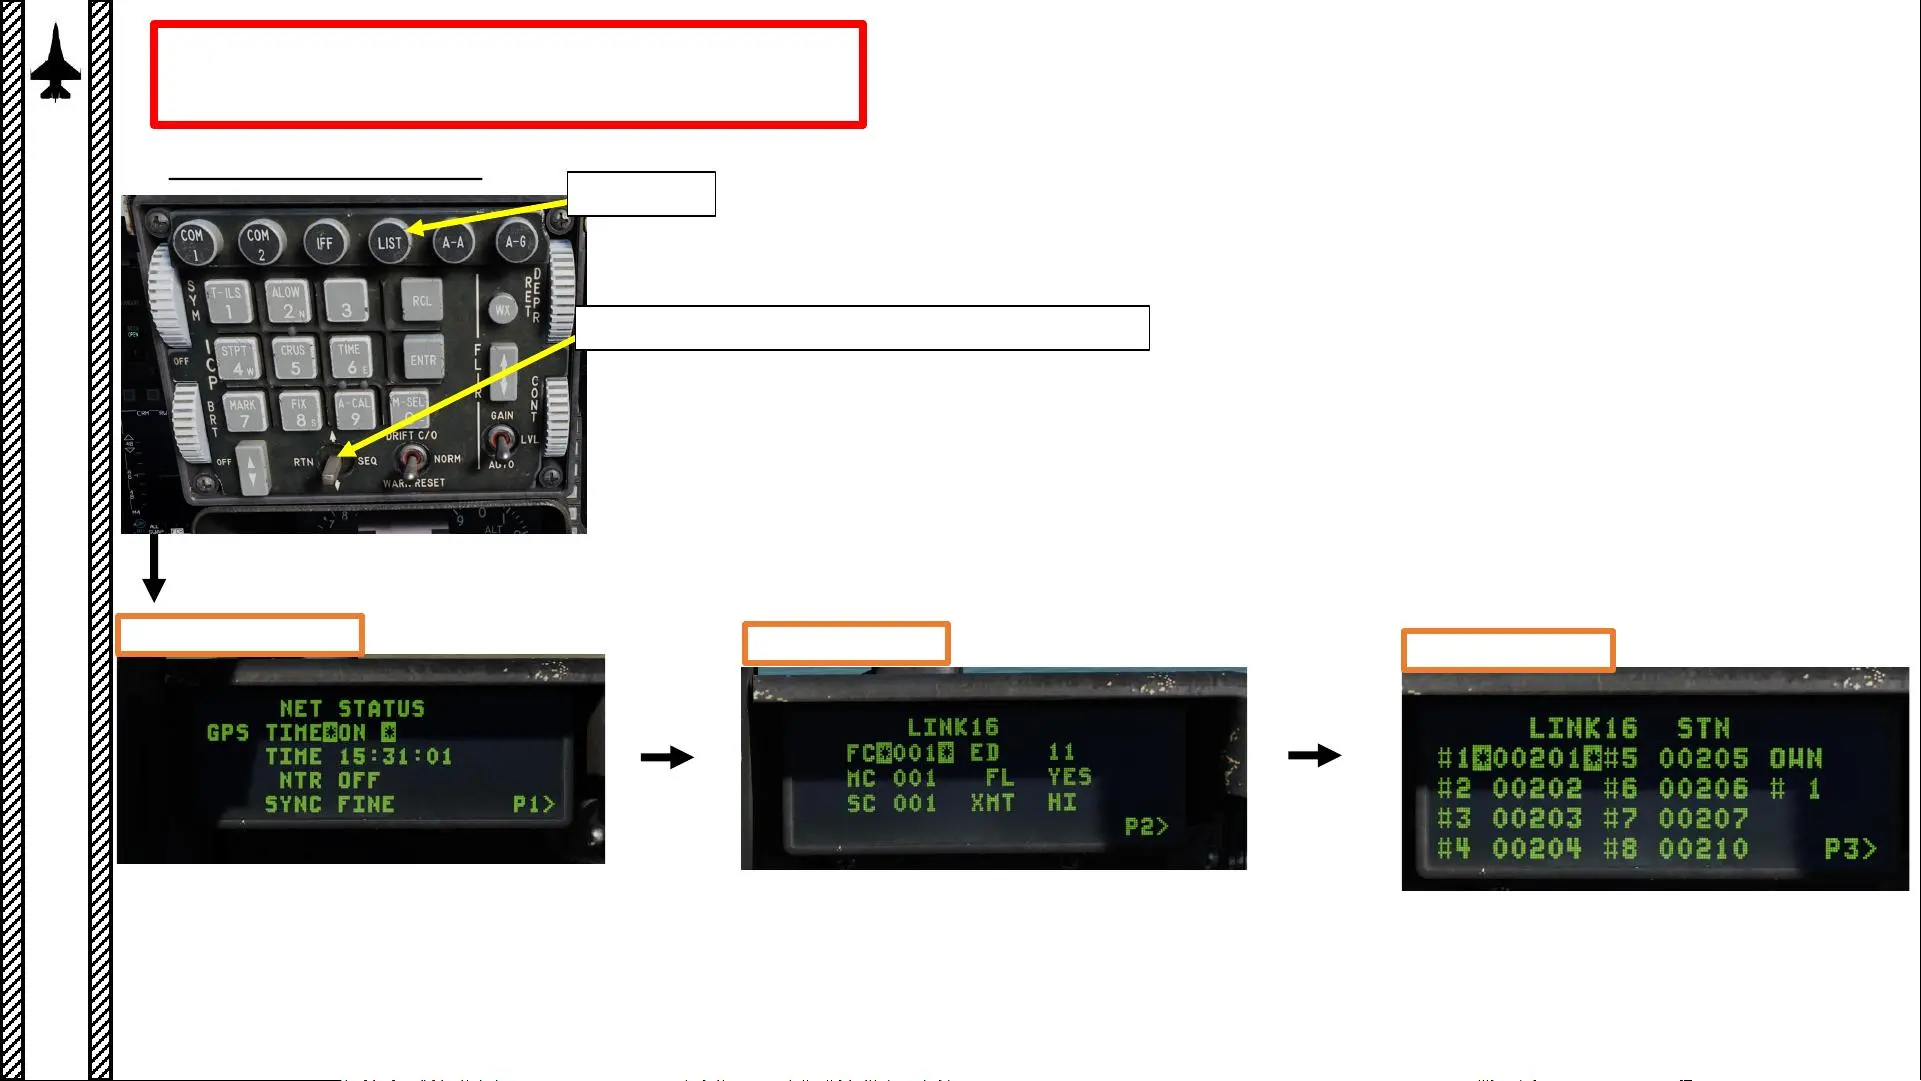 COM 1
COM 2
IFF
LIST
A-A
A-G
SYM
T-ILS 1
ALOW 2 N
3
RCL
WX
RET
DEPR
OFF
ICP
STPT 4 W
CRUS 5
TIME 6 E
ENTR
FLIR
CONT
BRT
MARK 7
FIX 8 S
A-CAL 9
M-SEL
GAIN
DRIFT C/O
LVL
OFF
RTN
SEQ
NORM
AUTO
WARN RESET
OPEN
8
9
0
1
ALT
NET STATUS
GPS TIME*ON *
TIME 15:31:01
NTR OFF
SYNC FINE P1>
LINK16
FC*001* ED 11
MC 001 FL YES
SC 001 XMT HI
P2>
LINK16 STN
#1*00201*#5 00205 OWN
#2 00202 #6 00206 # 1
#3 00203 #7 00207
#4 00204 #8 00210 P3>